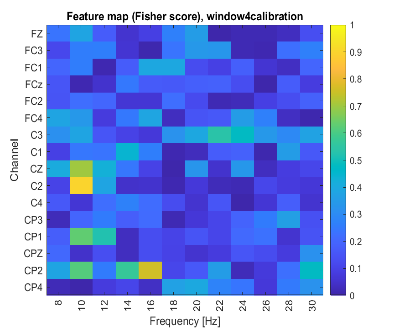 Feature map (Fisher score), window4calibration
FZ
FC3
FC1
FCz
FC2
FC4
C3
C1
CZ
C2
C4
CP3
CP1
CPZ
CP2
CP4
Channel
8 10 12 14 16 18 20 22 24 26 28 30
Frequency [Hz]
1
0.9
0.8
0.7
0.6
0.5
0.4
0.3
0.2
0.1
0